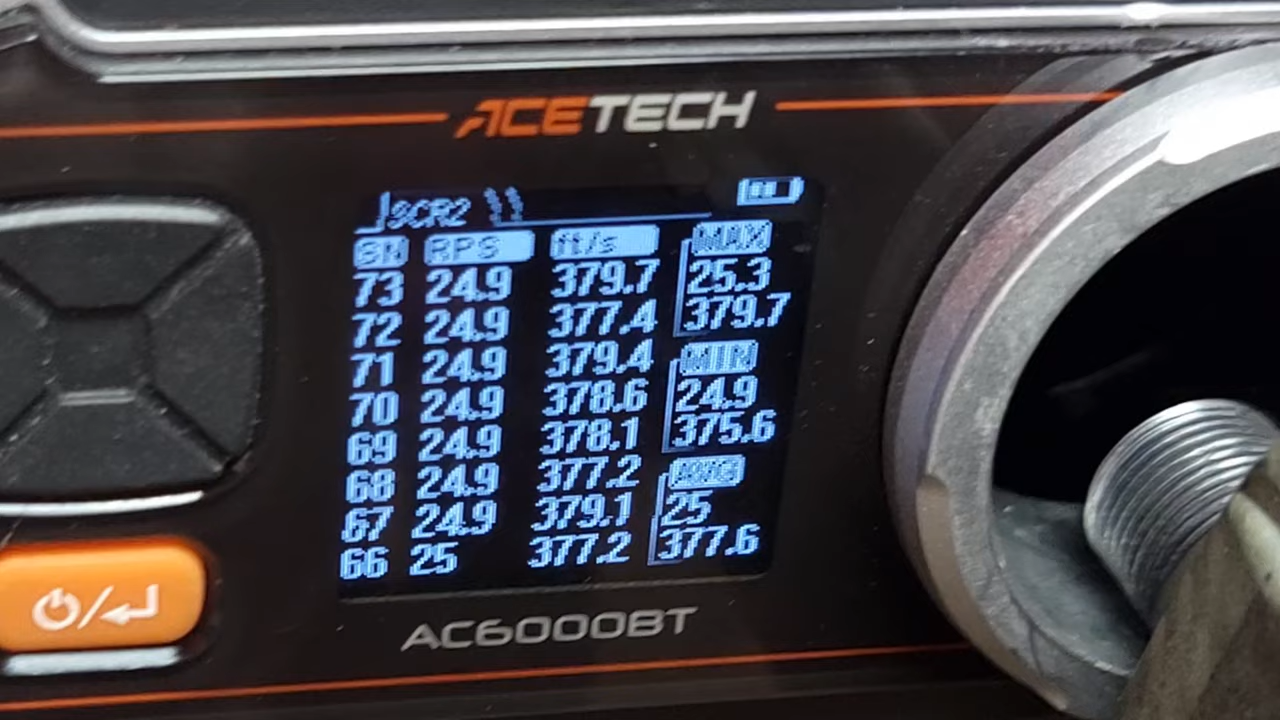 ACETECH
SCR2
SN RPS ft/s MAX
73 24.9 379.7 25.3
72 24.9 377.4 379.7
71 24.9 379.4 MIN
70 24.9 378.6 24.9
69 24.9 378.1 375.6
68 24.9 377.2 AVG
67 24.9 379.1 25
66 25 377.2 377.6
AC6000BT